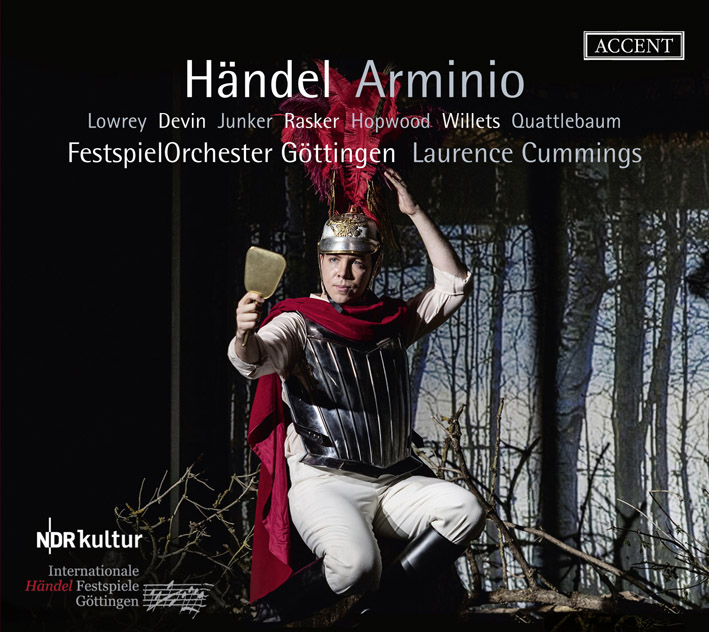 ACCENT
Händel Arminio
Lowrey Devin Junker Rasker Hopwood Willets Quattlebaum
FestspielOrchester Göttingen Laurence Cummings
NDR kultur
Internationale
Händel Festspiele
Göttingen